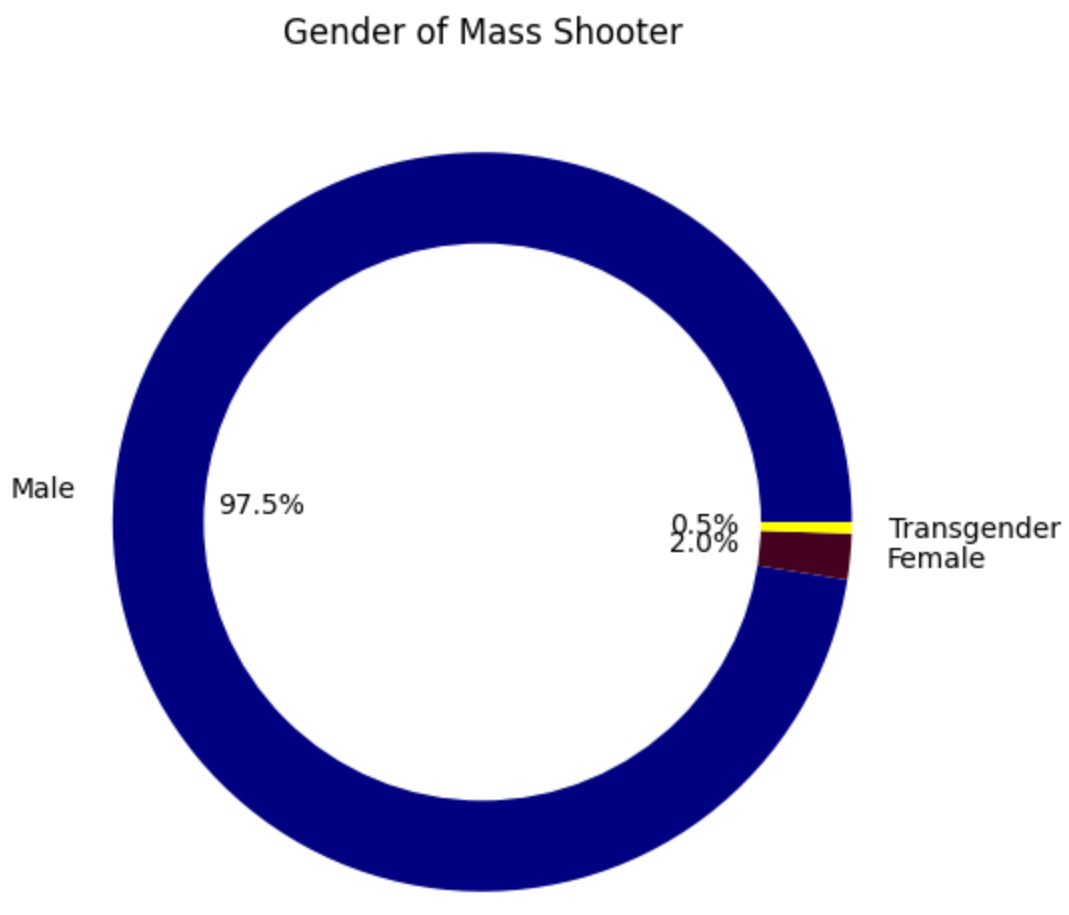 Gender of Mass Shooter
Male
97.5%
0.5%
2.0%
Transgender
Female